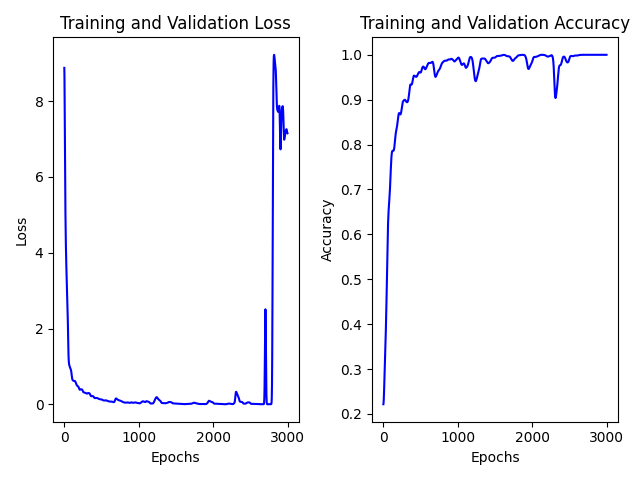 Training and Validation Loss
8
6
4
2
0
Loss
0 1000 2000 3000
Epochs
Training and Validation Accuracy
1.0
0.9
0.8
0.7
0.6
0.5
0.4
0.3
0.2
Accuracy
0 1000 2000 3000
Epochs